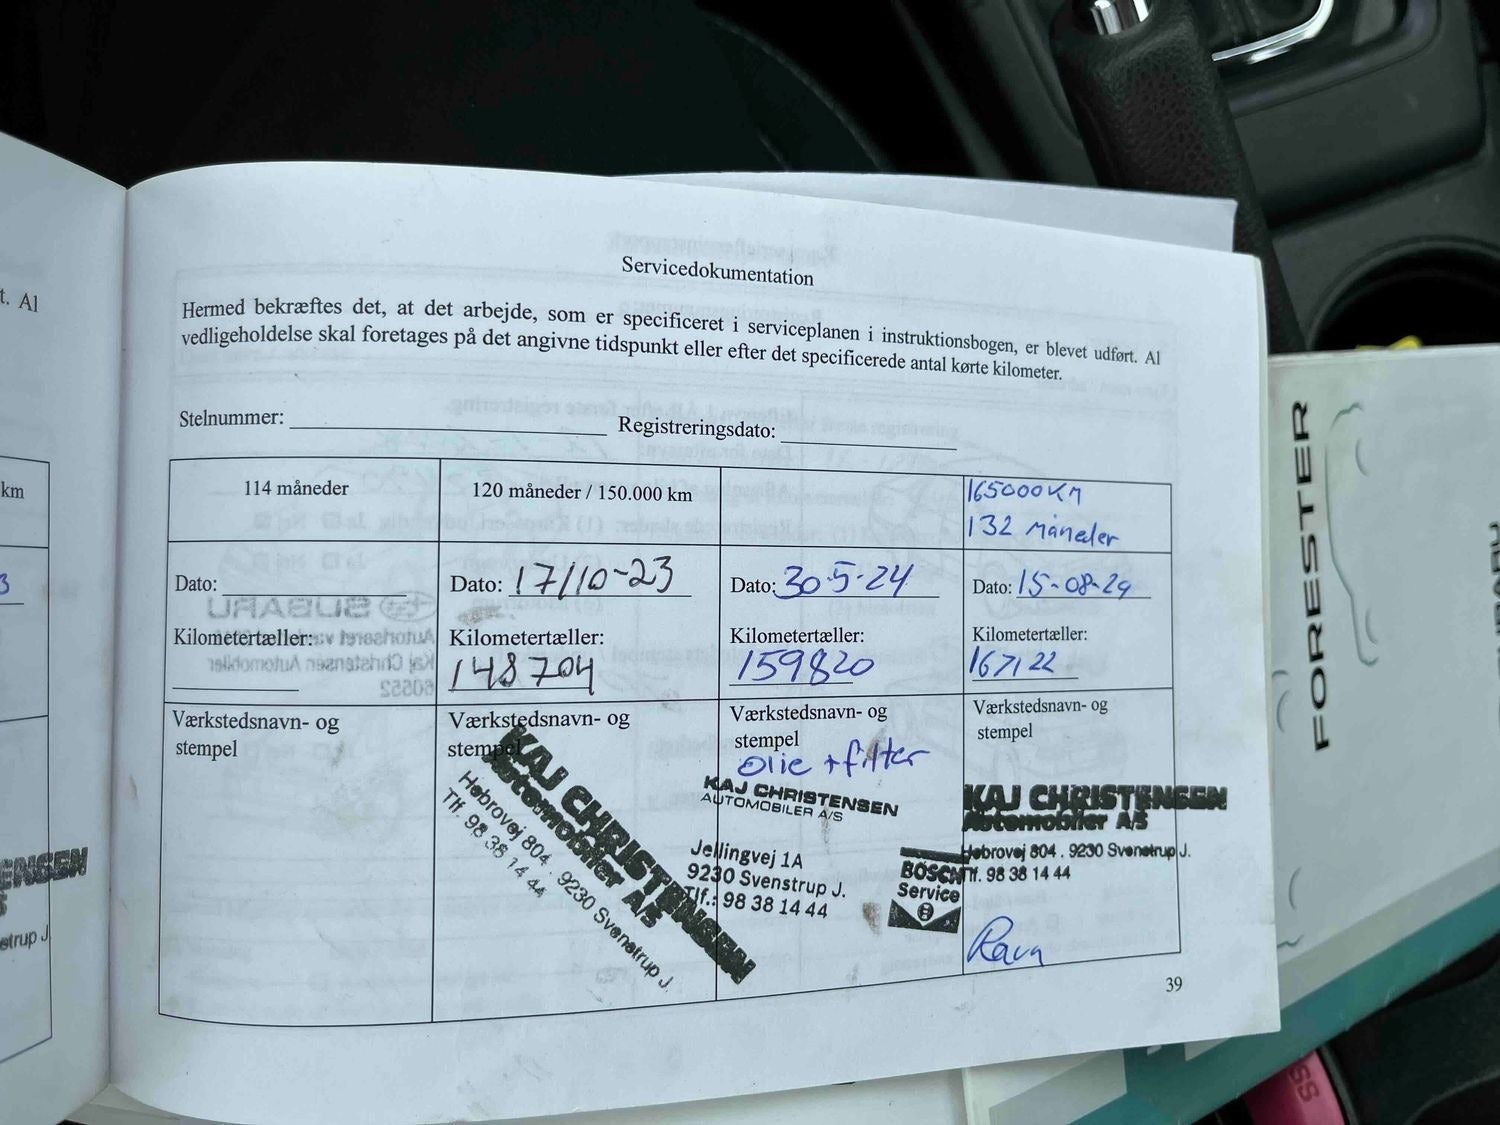 t. Al
km
3
ENSEN
S
strup J
Servicedokumentation
Hermed bekræftes det, at det arbejde, som er specificeret i serviceplanen i instruktionsbogen, er blevet udført. Al
vedligeholdelse skal foretages på det angivne tidspunkt eller efter det specificerede antal kørte kilometer.
Stelnummer: Registreringsdato:
114 måneder
Dato:
Kilometertæller:
Værkstedsnavn- og
stempel
120 måneder / 150.000 km
Dato: 17/10-23
Kilometertæller:
148704
Værkstedsnavn- og
stempel
KAJ CHRISTENSEN
Automobiler A/S
Hobrovej 804 . 9230 Svenstrup J.
Tlf. 98 38 14 44
Dato: 30-5-24
Kilometertæller:
159820
Værkstedsnavn- og
stempel
Olie + filter
KAJ CHRISTENSEN
AUTOMOBILER A/S
Jellingvej 1A
9230 Svenstrup J.
Tlf.: 98 38 14 44
BOSCH
Service
165000KM
132 måneder
Dato: 15-08-24
Kilometertæller:
167122
Værkstedsnavn- og
stempel
KAJ CHRISTENSEN
Automobiler A/S
Hobrovej 804 . 9230 Svenstrup J.
Tlf. 98 38 14 44
39
FORESTER
SUBARU